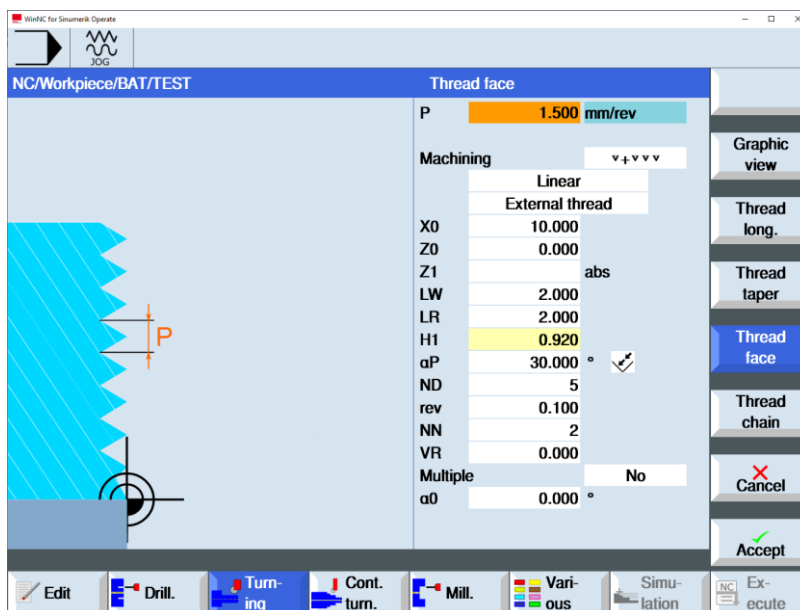 WinNC for Sinumerik Operate
JOG
NC/Workpiece/BAT/TEST
Thread face
P 1.500 mm/rev
Machining ▿+▿▿▿
Linear
External thread
X0 10.000
Z0 0.000
Z1 abs
LW 2.000
LR 2.000
H1 0.920
αP 30.000 °
ND 5
rev 0.100
NN 2
VR 0.000
Multiple No
α0 0.000 °
P
Graphic
view
Thread
long.
Thread
taper
Thread
face
Thread
chain
Cancel
Accept
Edit
Drill.
Turn-
ing
Cont.
turn.
Mill.
Vari-
ous
Simu-
lation
NC
Ex-
ecute